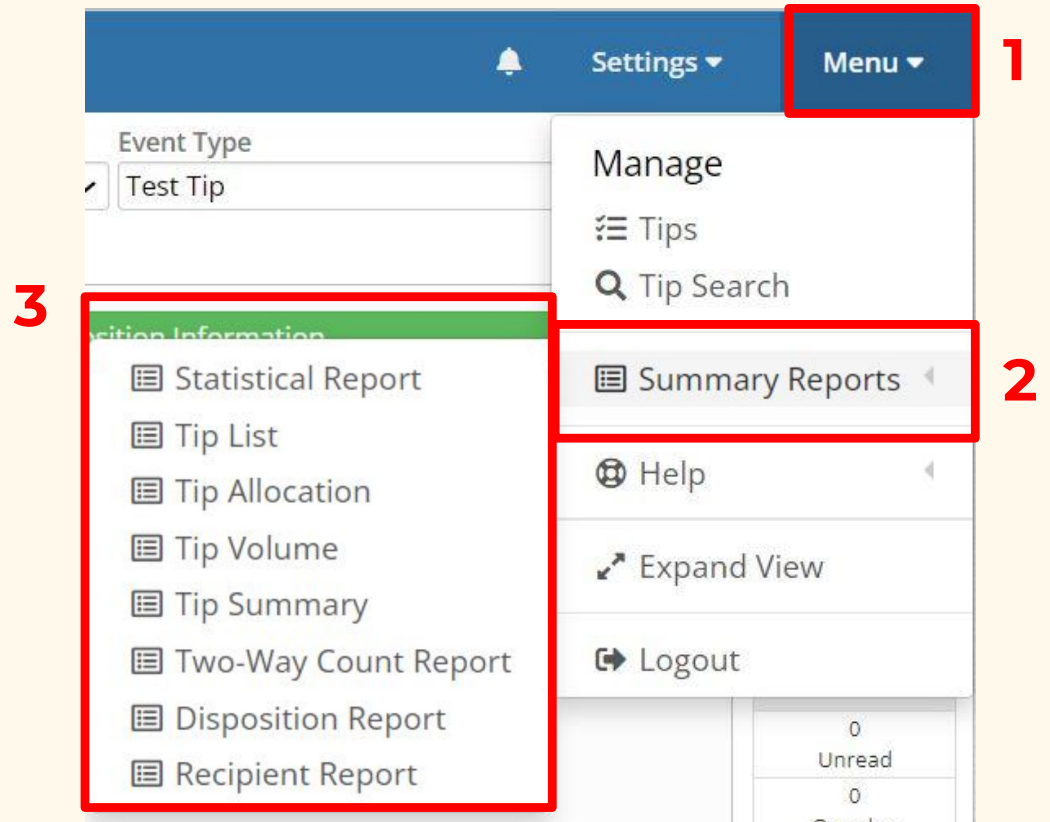 Settings
Menu
1
Event Type
Test Tip
Manage
Tips
Tip Search
3
sition Information
Summary Reports
2
Statistical Report
Tip List
Tip Allocation
Tip Volume
Tip Summary
Two-Way Count Report
Disposition Report
Recipient Report
Help
Expand View
Logout
0
Unread
0